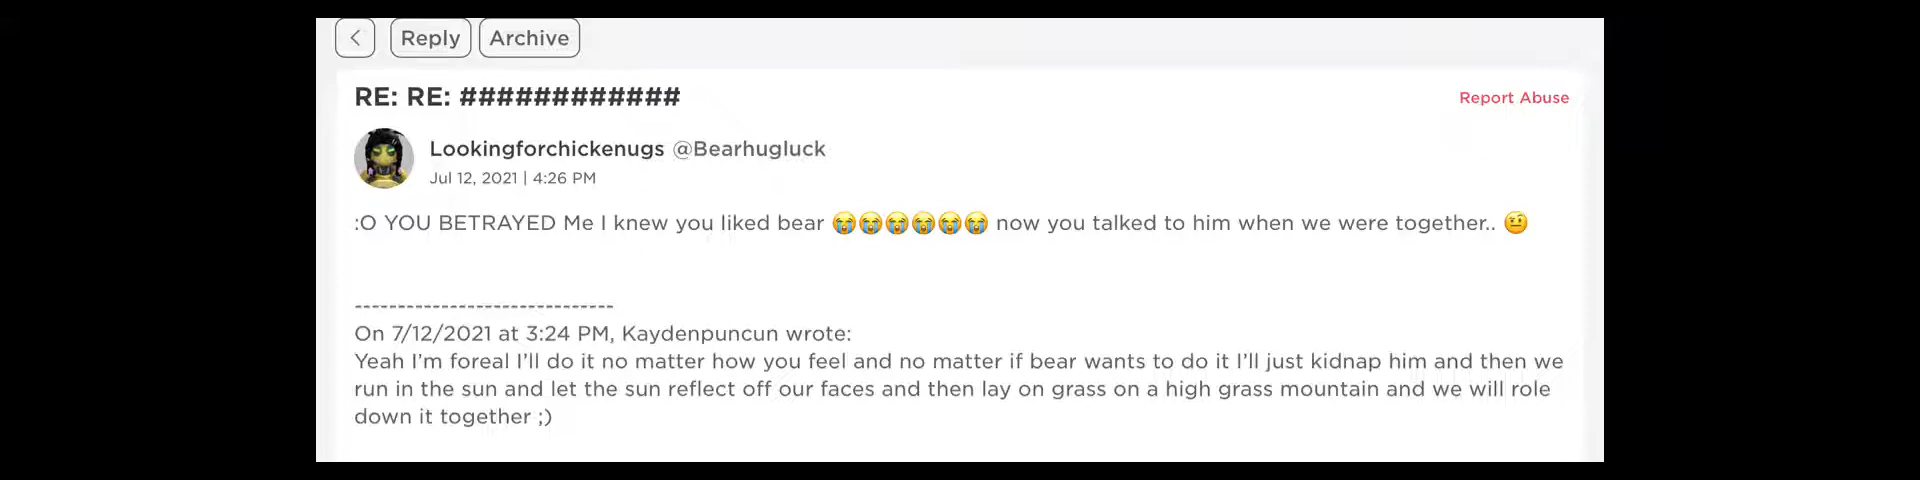 < Reply Archive
RE: RE: ############ Report Abuse
Lookingforchickenugs @Bearhugluck
Jul 12, 2021 | 4:26 PM
:O YOU BETRAYED Me I knew you liked bear 😭😭😭😭😭😭 now you talked to him when we were together.. 🤨
------------------------------
On 7/12/2021 at 3:24 PM, Kaydenpuncun wrote:
Yeah I'm foreal I'll do it no matter how you feel and no matter if bear wants to do it I'll just kidnap him and then we
run in the sun and let the sun reflect off our faces and then lay on grass on a high grass mountain and we will role
down it together ;)